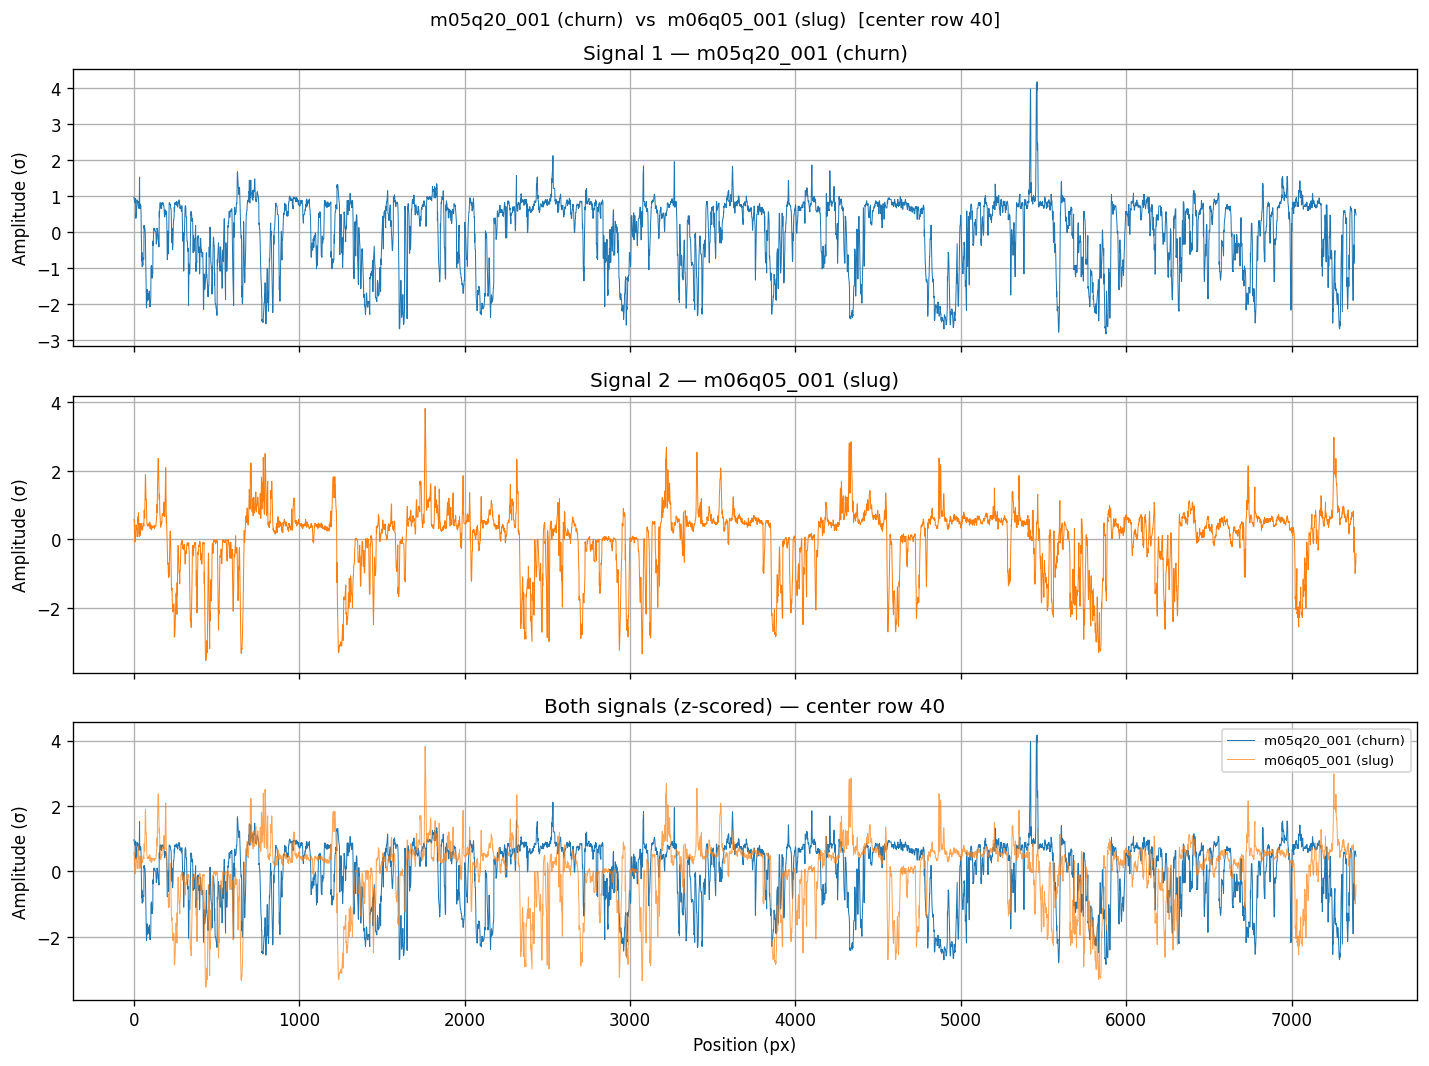 m05q20_001 (churn)  vs  m06q05_001 (slug)  [center row 40]
Signal 1 — m05q20_001 (churn)
Amplitude (σ)
4
3
2
1
0
−1
−2
−3
Signal 2 — m06q05_001 (slug)
Amplitude (σ)
4
2
0
−2
Both signals (z-scored) — center row 40
Amplitude (σ)
4
2
0
−2
m05q20_001 (churn)
m06q05_001 (slug)
0 1000 2000 3000 4000 5000 6000 7000
Position (px)